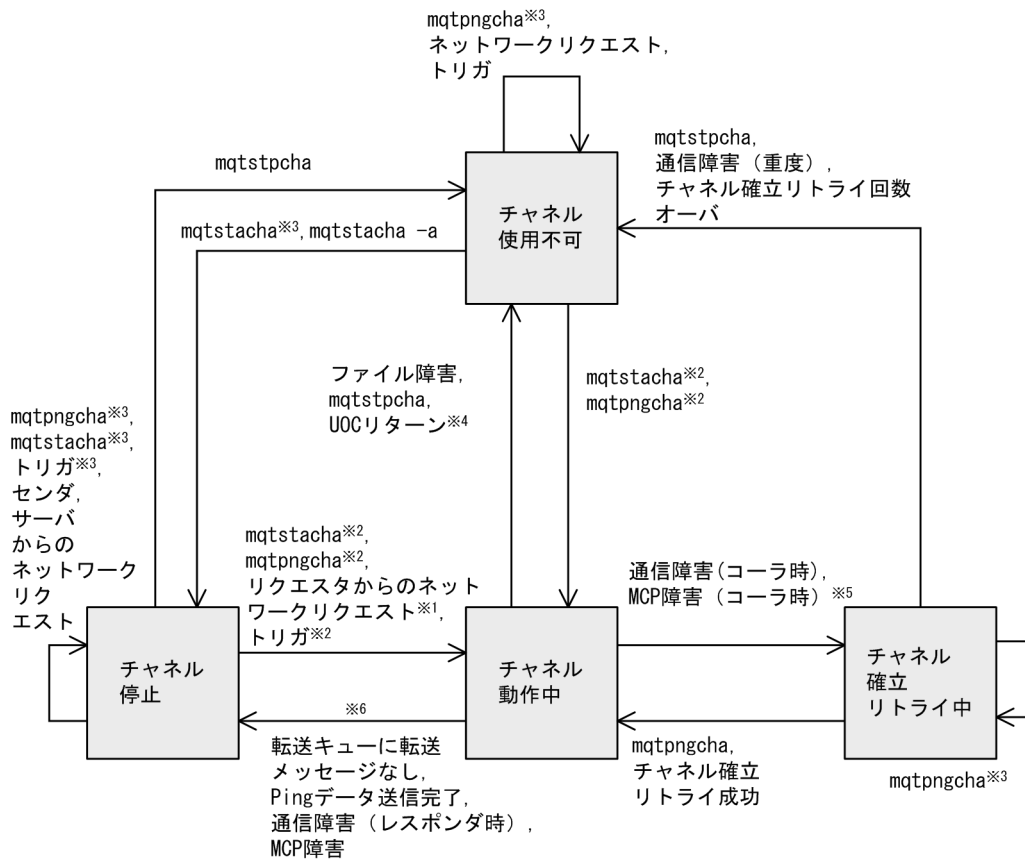 mqtpngcha※3,
ネットワークリクエスト,
トリガ
mqtstpcha
mqtstpcha,
通信障害（重度）,
チャネル確立リトライ回数
オーバ
チャネル
使用不可
mqtstacha※3,mqtstacha -a
ファイル障害,
mqtstpcha,
UOCリターン※4
mqtstacha※2,
mqtpngcha※2
mqtpngcha※3,
mqtstacha※3,
トリガ※3,
センダ,
サーバ
からの
ネットワーク
リク
エスト
mqtstacha※2,
mqtpngcha※2,
リクエスタからのネット
ワークリクエスト※1,
トリガ※2
通信障害(コーラ時),
MCP障害（コーラ時）※5
チャネル
停止
チャネル
動作中
チャネル
確立
リトライ中
※6
転送キューに転送
メッセージなし,
Pingデータ送信完了,
通信障害（レスポンダ時）,
MCP障害
mqtpngcha,
チャネル確立
リトライ成功
mqtpngcha※3